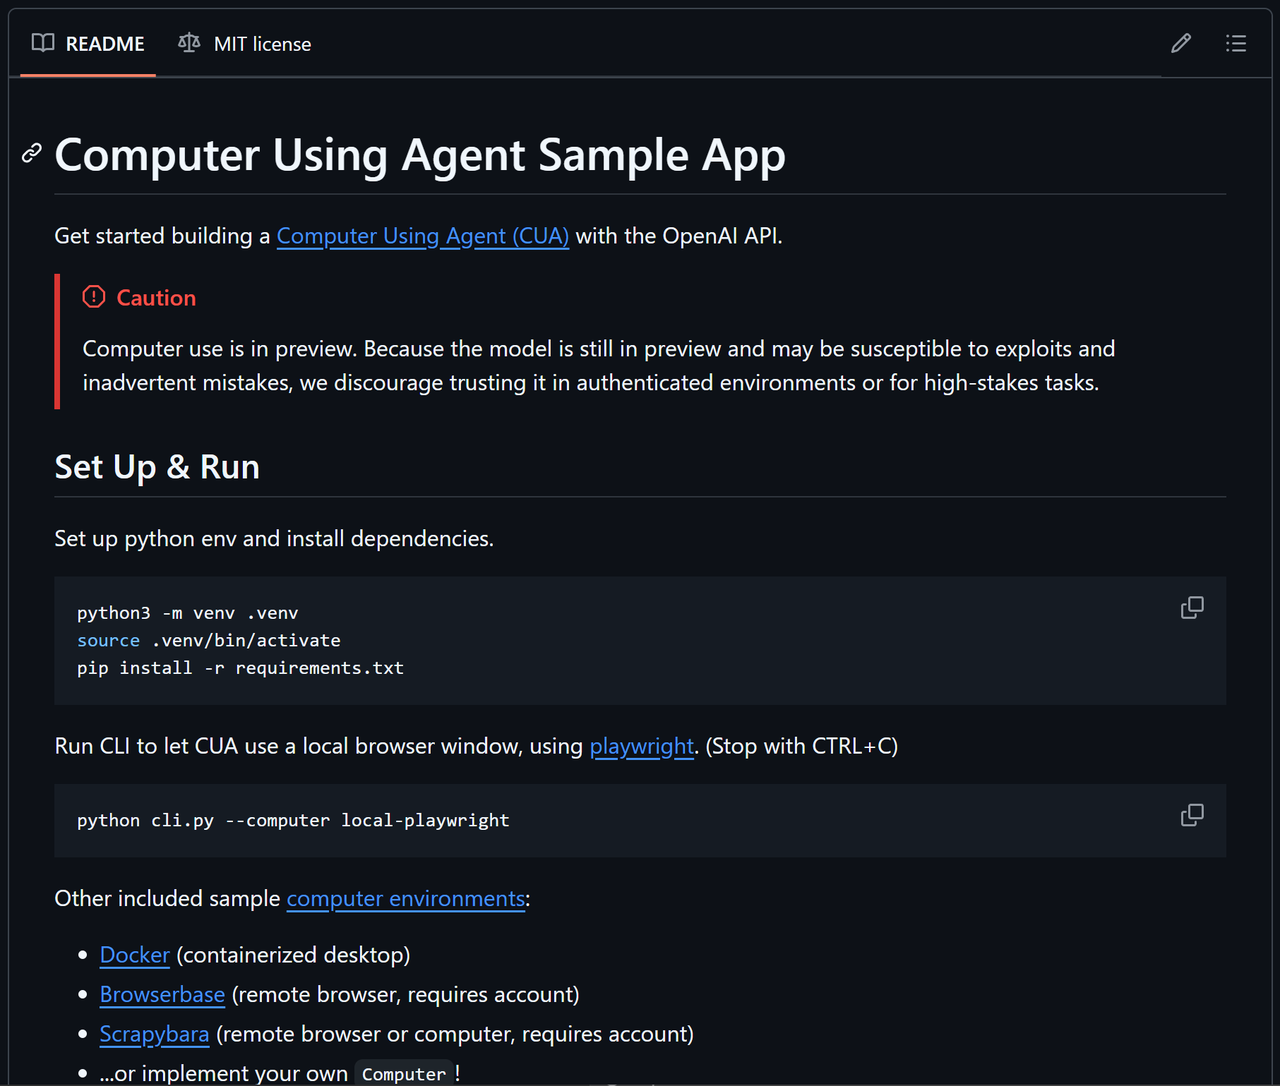 README MIT license
Computer Using Agent Sample App
Get started building a Computer Using Agent (CUA) with the OpenAI API.
Caution
Computer use is in preview. Because the model is still in preview and may be susceptible to exploits and
inadvertent mistakes, we discourage trusting it in authenticated environments or for high-stakes tasks.
Set Up & Run
Set up python env and install dependencies.
python3 -m venv .venv
source .venv/bin/activate
pip install -r requirements.txt
Run CLI to let CUA use a local browser window, using playwright. (Stop with CTRL+C)
python cli.py --computer local-playwright
Other included sample computer environments:
• Docker (containerized desktop)
• Browserbase (remote browser, requires account)
• Scrapybara (remote browser or computer, requires account)
• ...or implement your own Computer!